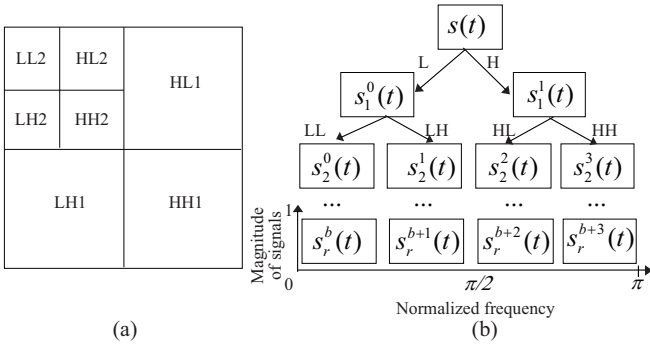 (a)
LL2 HL2 HL1
LH2 HH2
LH1 HH1
s(t)
L H
s_1^0(t) s_1^1(t)
LL LH HL HH
s_2^0(t) s_2^1(t) s_2^2(t) s_2^3(t)
... ... ... ...
1
Magnitude
of signals
s_r^b(t) s_r^{b+1}(t) s_r^{b+2}(t) s_r^{b+3}(t)
0 π/2 π
Normalized frequency
(a) (b)